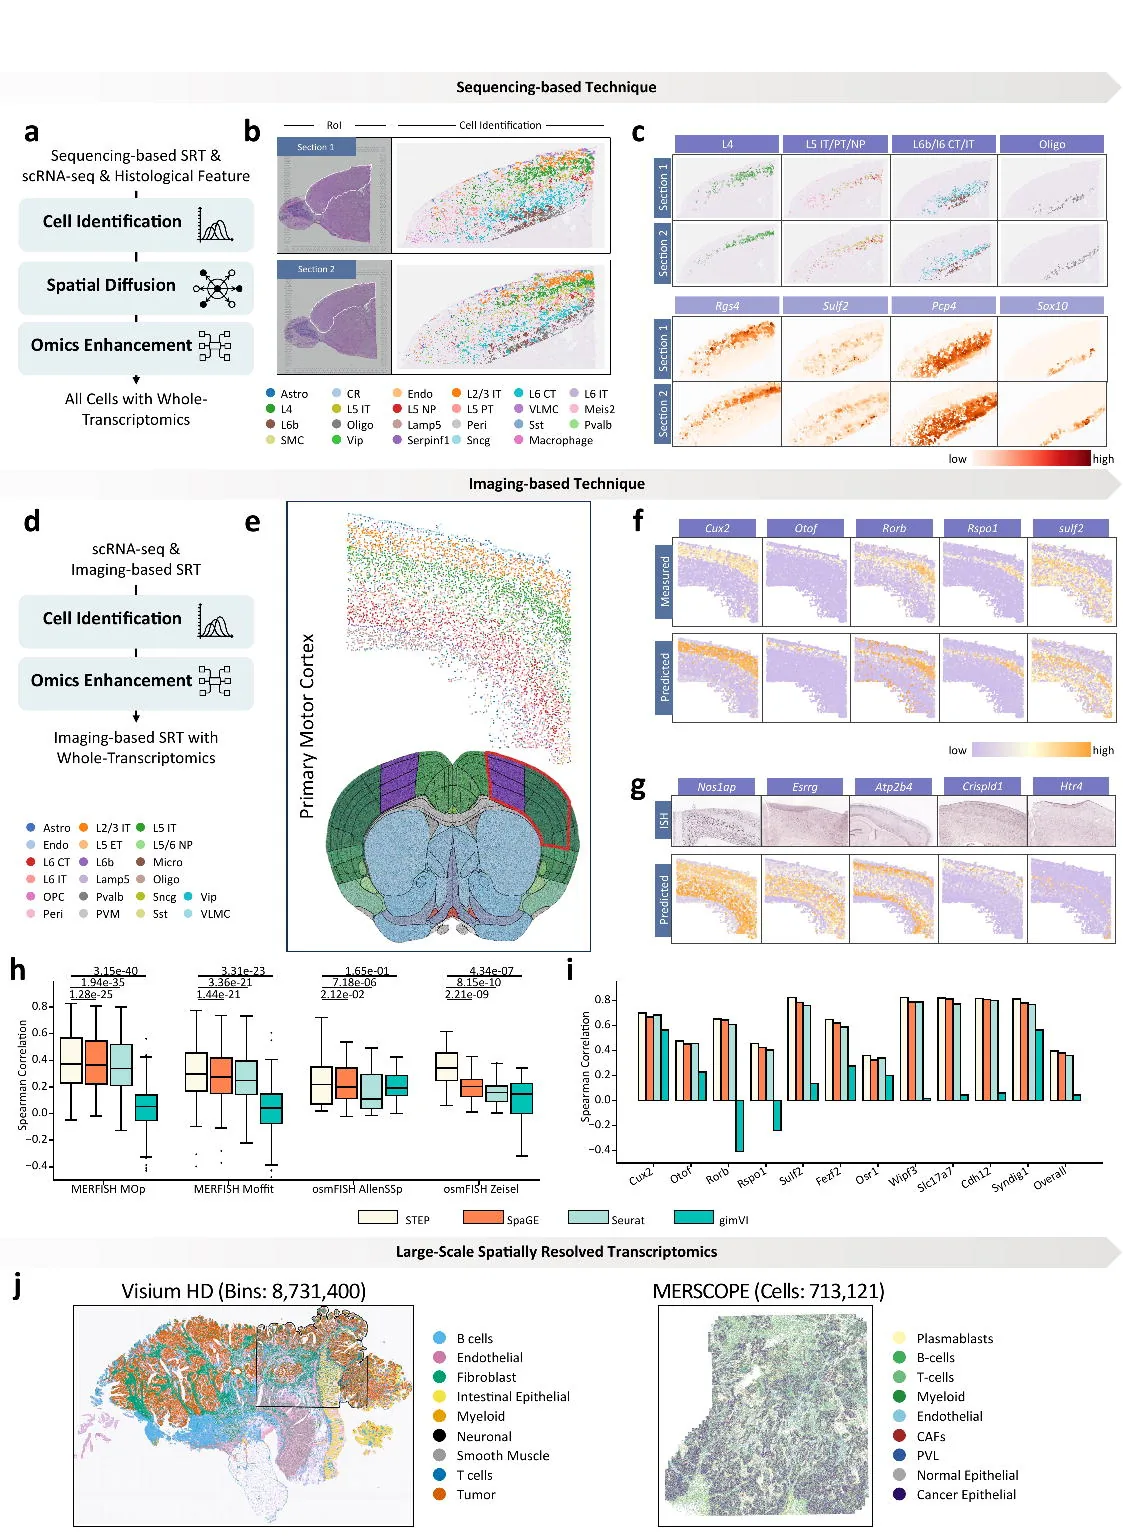 Sequencing-based Technique
a
Sequencing-based SRT &
scRNA-seq & Histological Feature
Cell Identification
Spatial Diffusion
Omics Enhancement
All Cells with Whole-
Transcriptomics
b
RoI
Cell Identification
Section 1
Section 2
Astro
CR
Endo
L2/3 IT
L6 CT
L6 IT
L4
L5 IT
L5 NP
L5 PT
VLMC
Meis2
L6b
Oligo
Lamp5
Peri
Sst
Pvalb
SMC
Vip
Serpinf1
Sncg
Macrophage
c
L4
L5 IT/PT/NP
L6b/l6 CT/IT
Oligo
Section 1
Section 2
Rgs4
Sulf2
Pcp4
Sox10
Section 1
Section 2
low
high
Imaging-based Technique
d
scRNA-seq &
Imaging-based SRT
Cell Identification
Omics Enhancement
Imaging-based SRT with
Whole-Transcriptomics
Astro
L2/3 IT
L5 IT
Endo
L5 ET
L5/6 NP
L6 CT
L6b
Micro
L6 IT
Lamp5
Oligo
OPC
Pvalb
Sncg
Vip
Peri
PVM
Sst
VLMC
e
Primary Motor Cortex
f
Cux2
Otof
Rorb
Rspo1
sulf2
Measured
Predicted
low
high
g
Nos1ap
Esrrg
Atp2b4
Crispld1
Htr4
ISH
Predicted
h
3.15e-40
1.94e-35
1.28e-25
3.31e-23
3.36e-21
1.44e-21
1.65e-01
7.18e-06
2.12e-02
4.34e-07
8.15e-10
2.21e-09
Spearman Correlation
0.8
0.6
0.4
0.2
0.0
−0.2
−0.4
MERFISH MOp
MERFISH Moffit
osmFISH AllenSSp
osmFISH Zeisel
i
Spearman Correlation
0.8
0.6
0.4
0.2
0.0
−0.2
−0.4
Cux2
Otof
Rorb
Rspo1
Sulf2
Fezf2
Osr1
Wipf3
Slc17a7
Cdh12
Syndig1
Overall
STEP
SpaGE
Seurat
gimVI
Large-Scale Spatially Resolved Transcriptomics
j
Visium HD (Bins: 8,731,400)
B cells
Endothelial
Fibroblast
Intestinal Epithelial
Myeloid
Neuronal
Smooth Muscle
T cells
Tumor
MERSCOPE (Cells: 713,121)
Plasmablasts
B-cells
T-cells
Myeloid
Endothelial
CAFs
PVL
Normal Epithelial
Cancer Epithelial